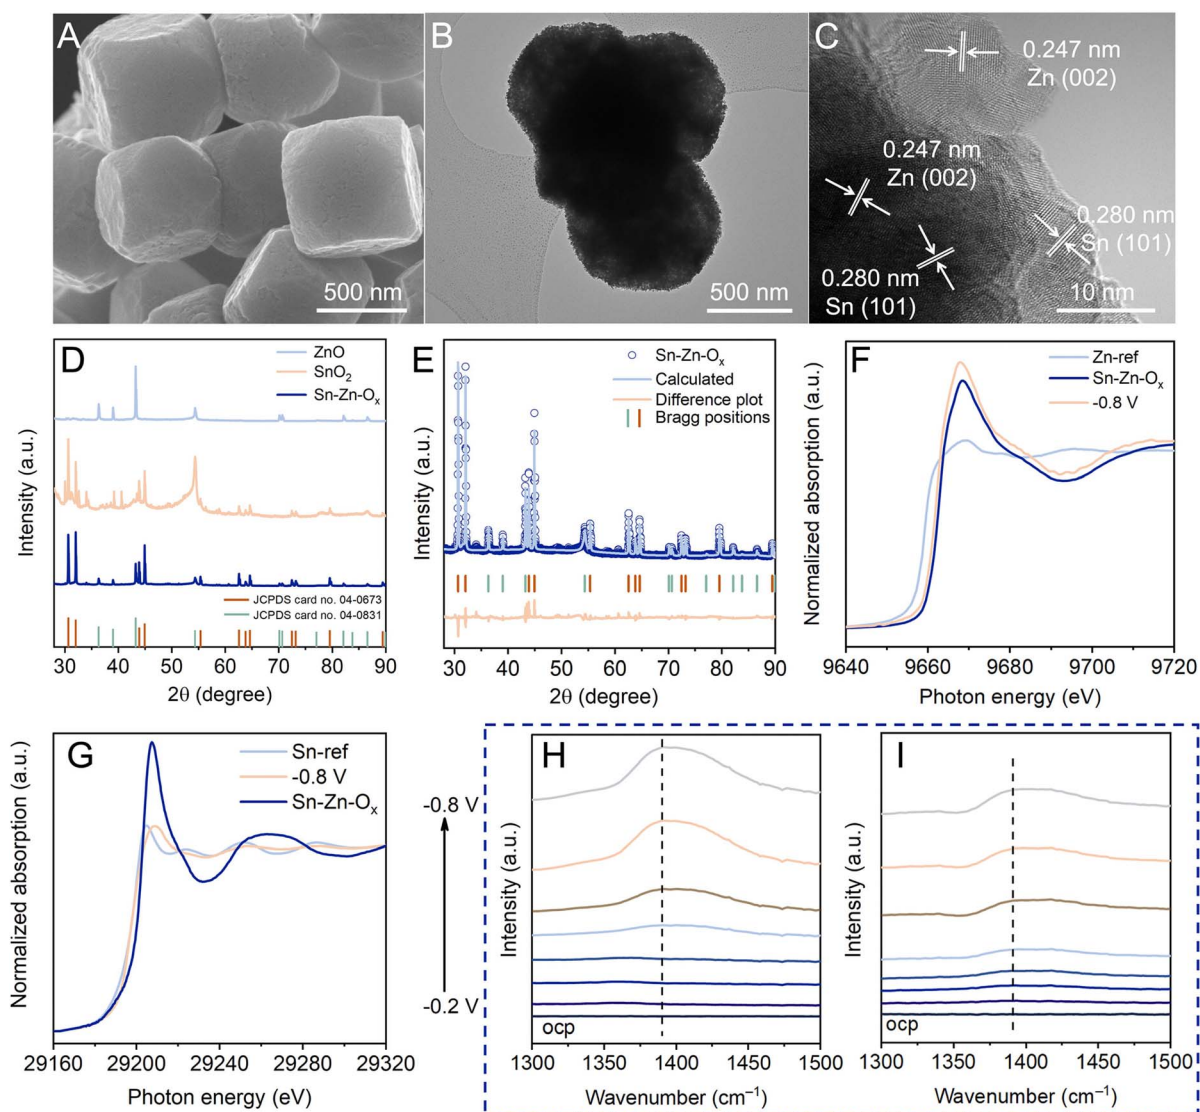 A
500 nm
B
500 nm
C
0.247 nm
Zn (002)
0.247 nm
Zn (002)
0.280 nm
Sn (101)
0.280 nm
Sn (101)
10 nm
D
ZnO
SnO₂
Sn-Zn-Oₓ
JCPDS card no. 04-0673
JCPDS card no. 04-0831
Intensity (a.u.)
30 40 50 60 70 80 90
2θ (degree)
E
Sn-Zn-Oₓ
Calculated
Difference plot
Bragg positions
Intensity (a.u.)
30 40 50 60 70 80 90
2θ (degree)
F
Zn-ref
Sn-Zn-Oₓ
-0.8 V
Normalized absorption (a.u.)
9640 9660 9680 9700 9720
Photon energy (eV)
G
Sn-ref
-0.8 V
Sn-Zn-Oₓ
Normalized absorption (a.u.)
29160 29200 29240 29280 29320
Photon energy (eV)
-0.8 V
-0.2 V
H
Intensity (a.u.)
ocp
1300 1350 1400 1450 1500
Wavenumber (cm⁻¹)
I
Intensity (a.u.)
ocp
1300 1350 1400 1450 1500
Wavenumber (cm⁻¹)